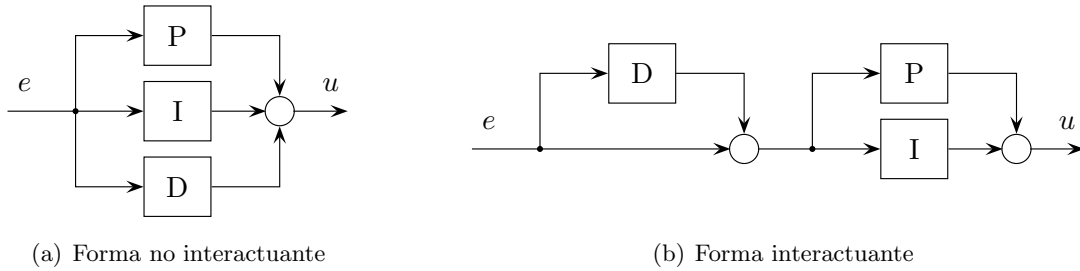 P
e
I
u
D
(a) Forma no interactuante
D
P
e
I
u
(b) Forma interactuante